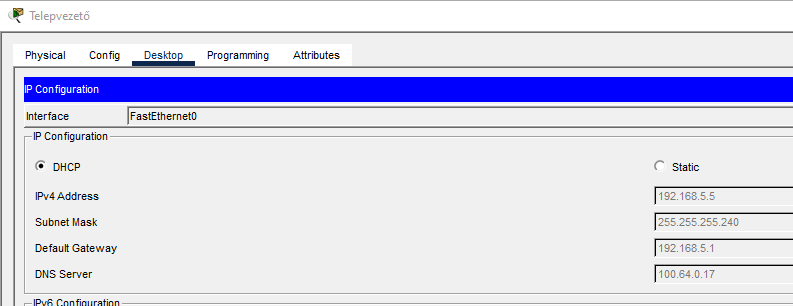 Telepvezető
Physical Config Desktop Programming Attributes
IP Configuration
Interface FastEthernet0
IP Configuration
DHCP Static
IPv4 Address 192.168.5.5
Subnet Mask 255.255.255.240
Default Gateway 192.168.5.1
DNS Server 100.64.0.17
IPv6 Configuration